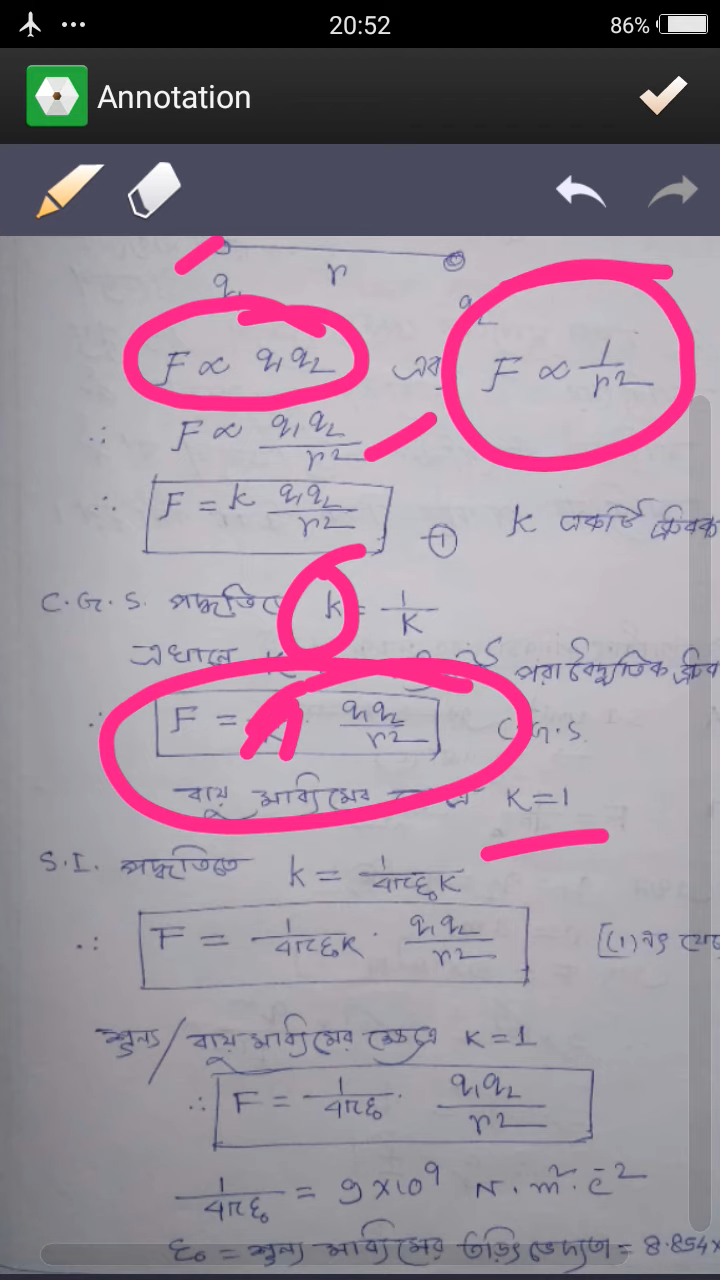 20:52
86%
Annotation
r
q₁ q₂
F ∝ q₁q₂ এবং F ∝ 1/r²
∴ F ∝ q₁q₂/r²
∴ F = k q₁q₂/r² ① k একটি ধ্রুবক
C.G.S. পদ্ধতিতে k = 1/K
এখানে K পরাবৈদ্যুতিক ধ্রুব
∴ F = q₁q₂/r² C.G.S.
বায়ু মাধ্যমের K=1
S.I. পদ্ধতিতে k = 1/4πε₀K
∴ F = 1/4πε₀K · q₁q₂/r² [(1)নং থেকে
শূন্য/বায়ু মাধ্যমের ক্ষেত্রে K=1
∴ F = 1/4πε₀ · q₁q₂/r²
1/4πε₀ = 9×10⁹ N·m²·C⁻²
ε₀ = শূন্য মাধ্যমের তড়িৎভেদ্যতা = 8.854×